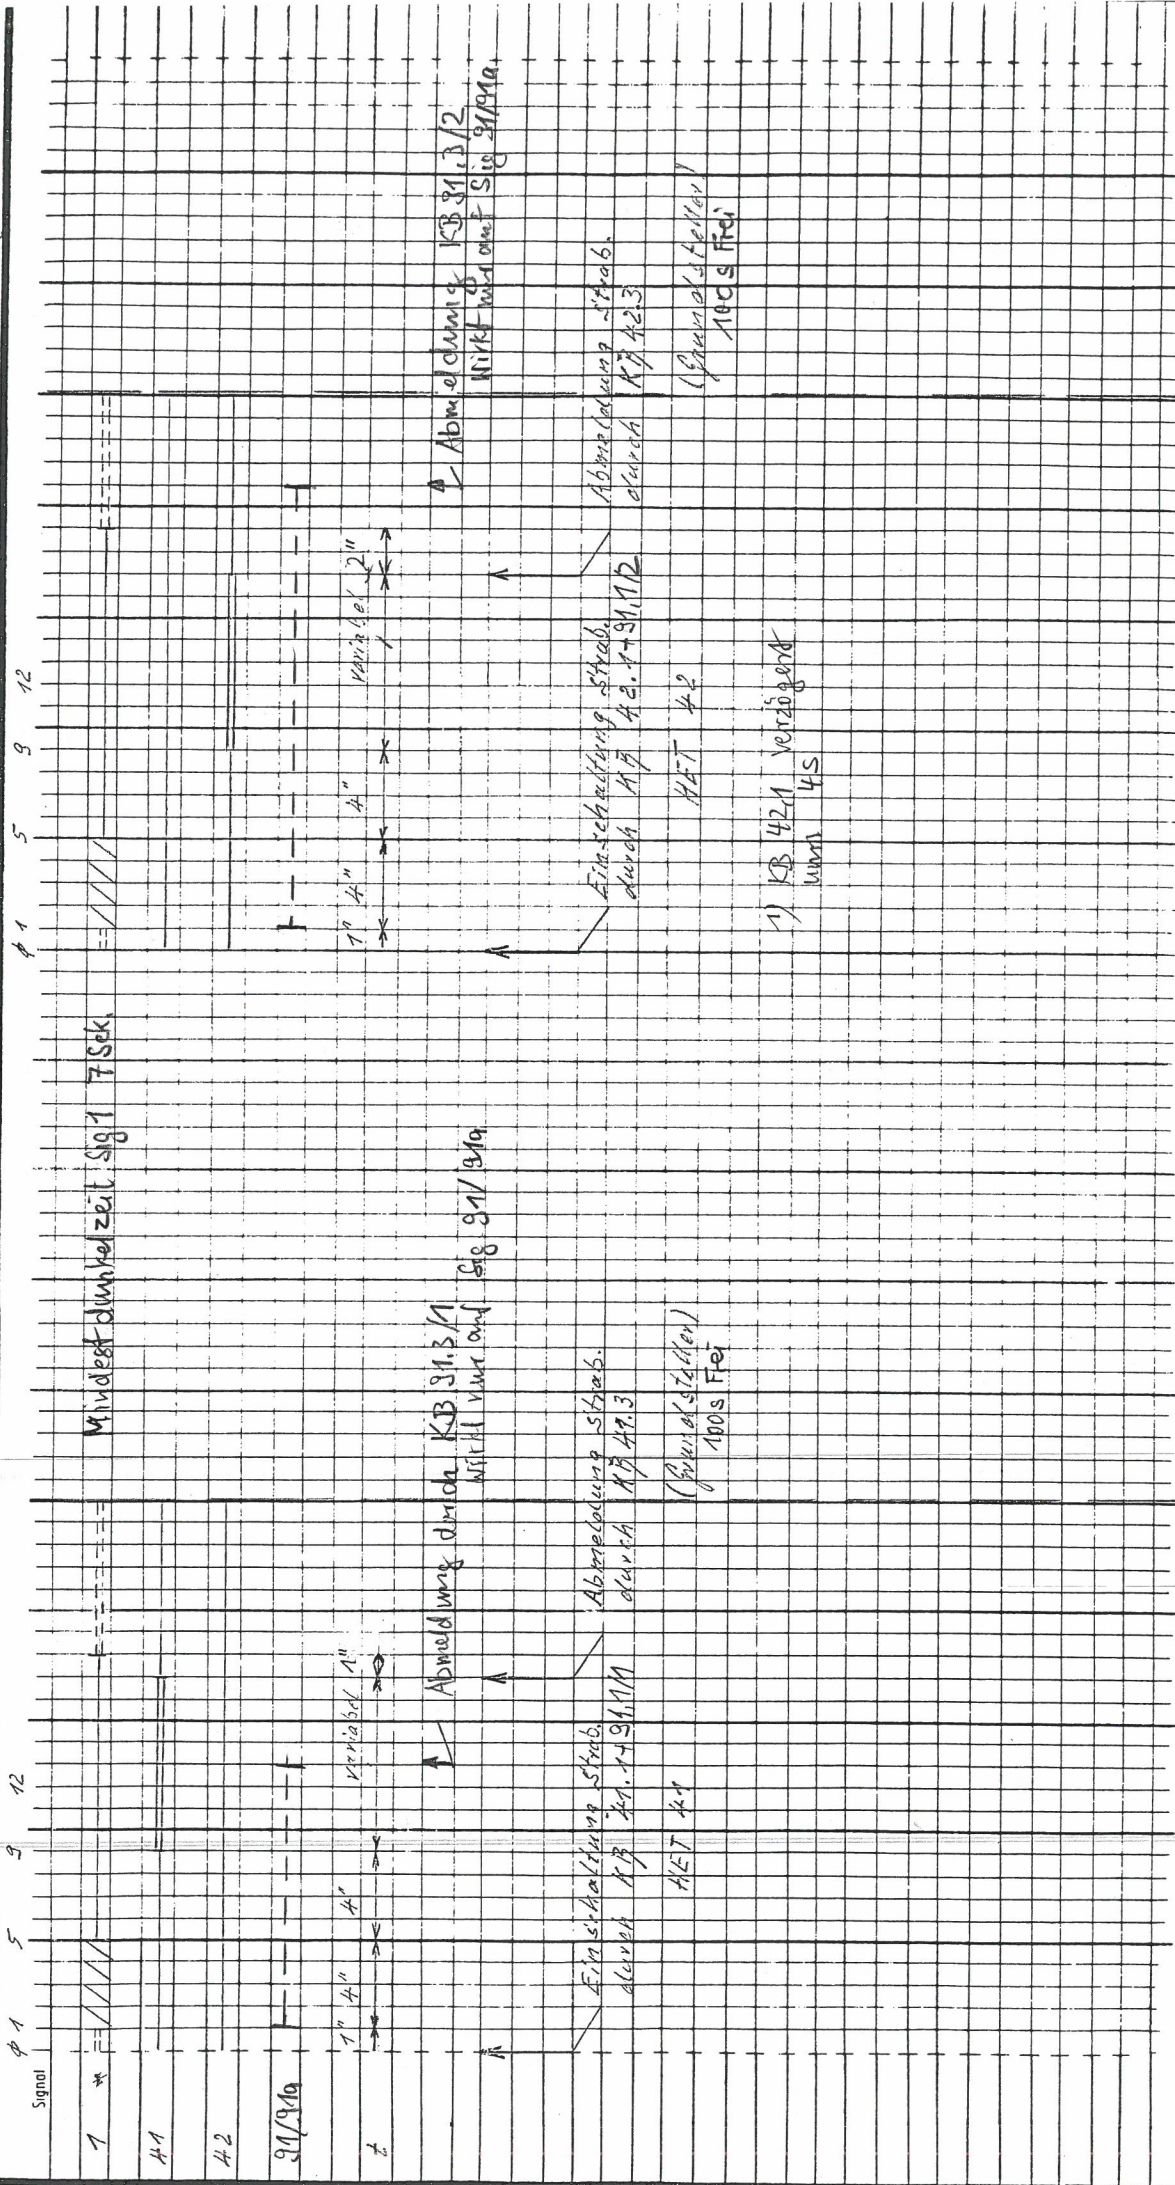 Signal
φ 1 5 9 12
φ 1 5 9 12
1 *
41
42
91/91a
t
Mindestdunkelzeit Sig 1 7 Sek.
1" 4" 4" variabel 1"
1" 4" 4" variabel 2"
Abmeldung durch KB 91.3/1
Wirkt nur auf Sig 91/91a
Abmeldung KB 91.3/2
Wirkt nur auf Sig 91/91a
Einschaltung Strab.
durch KB 41.1+91.1/1
HET 41
Abmeldung Strab.
durch KB 41.3
(Grundsteller)
100s Frei
Einschaltung Strab.
durch KB 42.1+91.1/2
HET 42
1) KB 42.1 verzögert
um 4s
Abmeldung Strab.
durch KB 42.3
(Grundsteller)
100s Frei